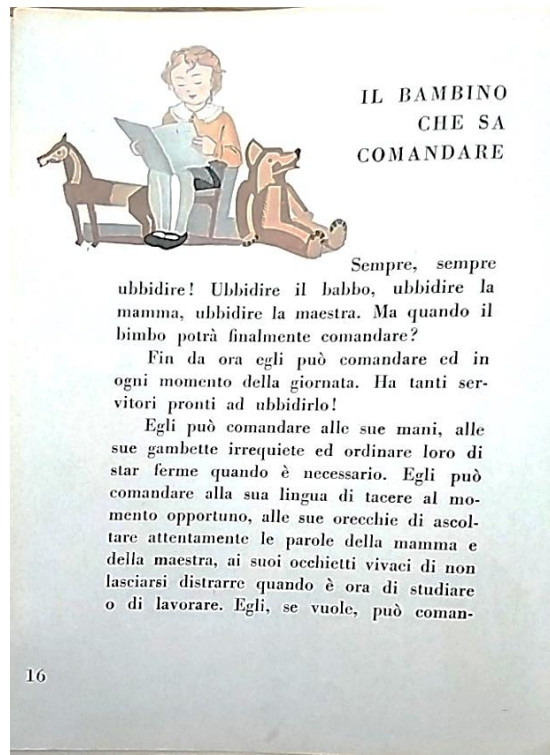 IL BAMBINO
CHE SA
COMANDARE
Sempre, sempre
ubbidire! Ubbidire il babbo, ubbidire la
mamma, ubbidire la maestra. Ma quando il
bimbo potrà finalmente comandare?
Fin da ora egli può comandare ed in
ogni momento della giornata. Ha tanti ser-
vitori pronti ad ubbidirlo!
Egli può comandare alle sue mani, alle
sue gambette irrequiete ed ordinare loro di
star ferme quando è necessario. Egli può
comandare alla sua lingua di tacere al mo-
mento opportuno, alle sue orecchie di ascol-
tare attentamente le parole della mamma e
della maestra, ai suoi occhietti vivaci di non
lasciarsi distrarre quando è ora di studiare
o di lavorare. Egli, se vuole, può coman-
16